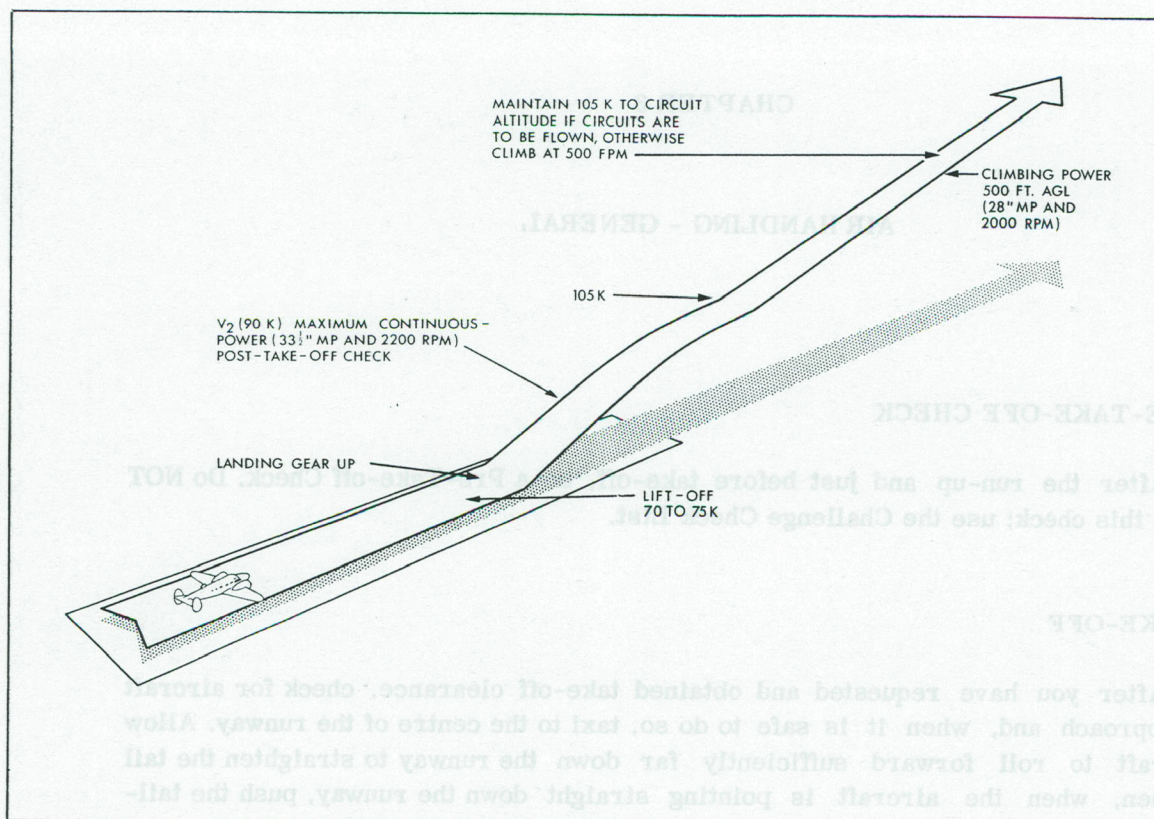 MAINTAIN 105 K TO CIRCUIT
ALTITUDE IF CIRCUITS ARE
TO BE FLOWN, OTHERWISE
CLIMB AT 500 FPM
CLIMBING POWER
500 FT. AGL
(28" MP AND
2000 RPM)
105 K
V₂ (90 K) MAXIMUM CONTINUOUS-
POWER (33½" MP AND 2200 RPM)
POST-TAKE-OFF CHECK
LANDING GEAR UP
LIFT-OFF
70 TO 75K